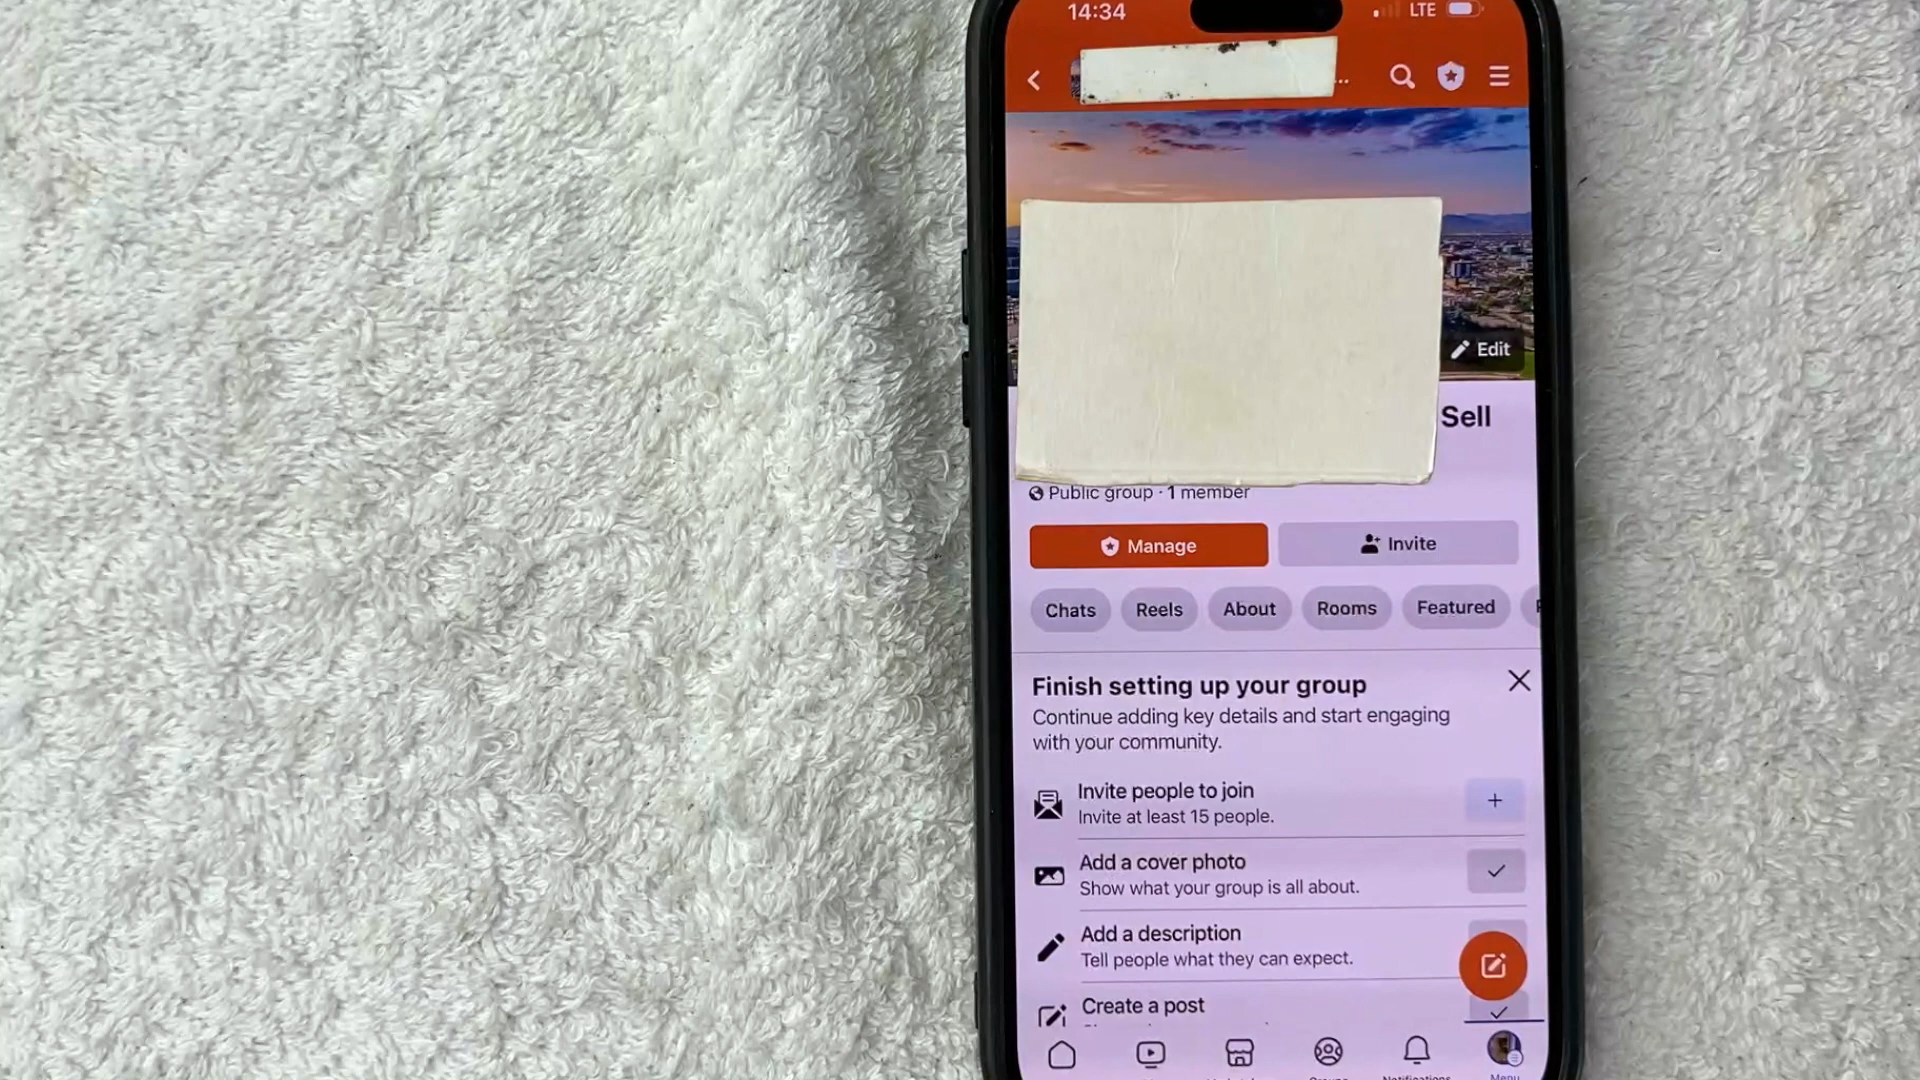 14:34
LTE
...
Edit
Sell
Public group · 1 member
Manage
Invite
Chats
Reels
About
Rooms
Featured
Finish setting up your group
Continue adding key details and start engaging
with your community.
Invite people to join
Invite at least 15 people.
Add a cover photo
Show what your group is all about.
Add a description
Tell people what they can expect.
Create a post
Notifications
Menu